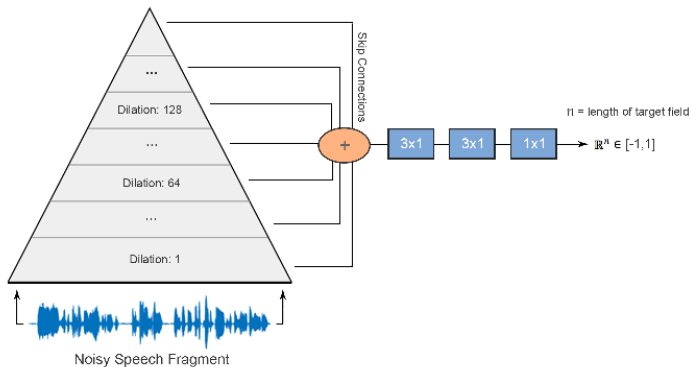 ...
Dilation: 128
...
Dilation: 64
...
Dilation: 1
Noisy Speech Fragment
Skip Connections
+
3x1
3x1
1x1
n = length of target field
ℝⁿ ∈ [-1,1]